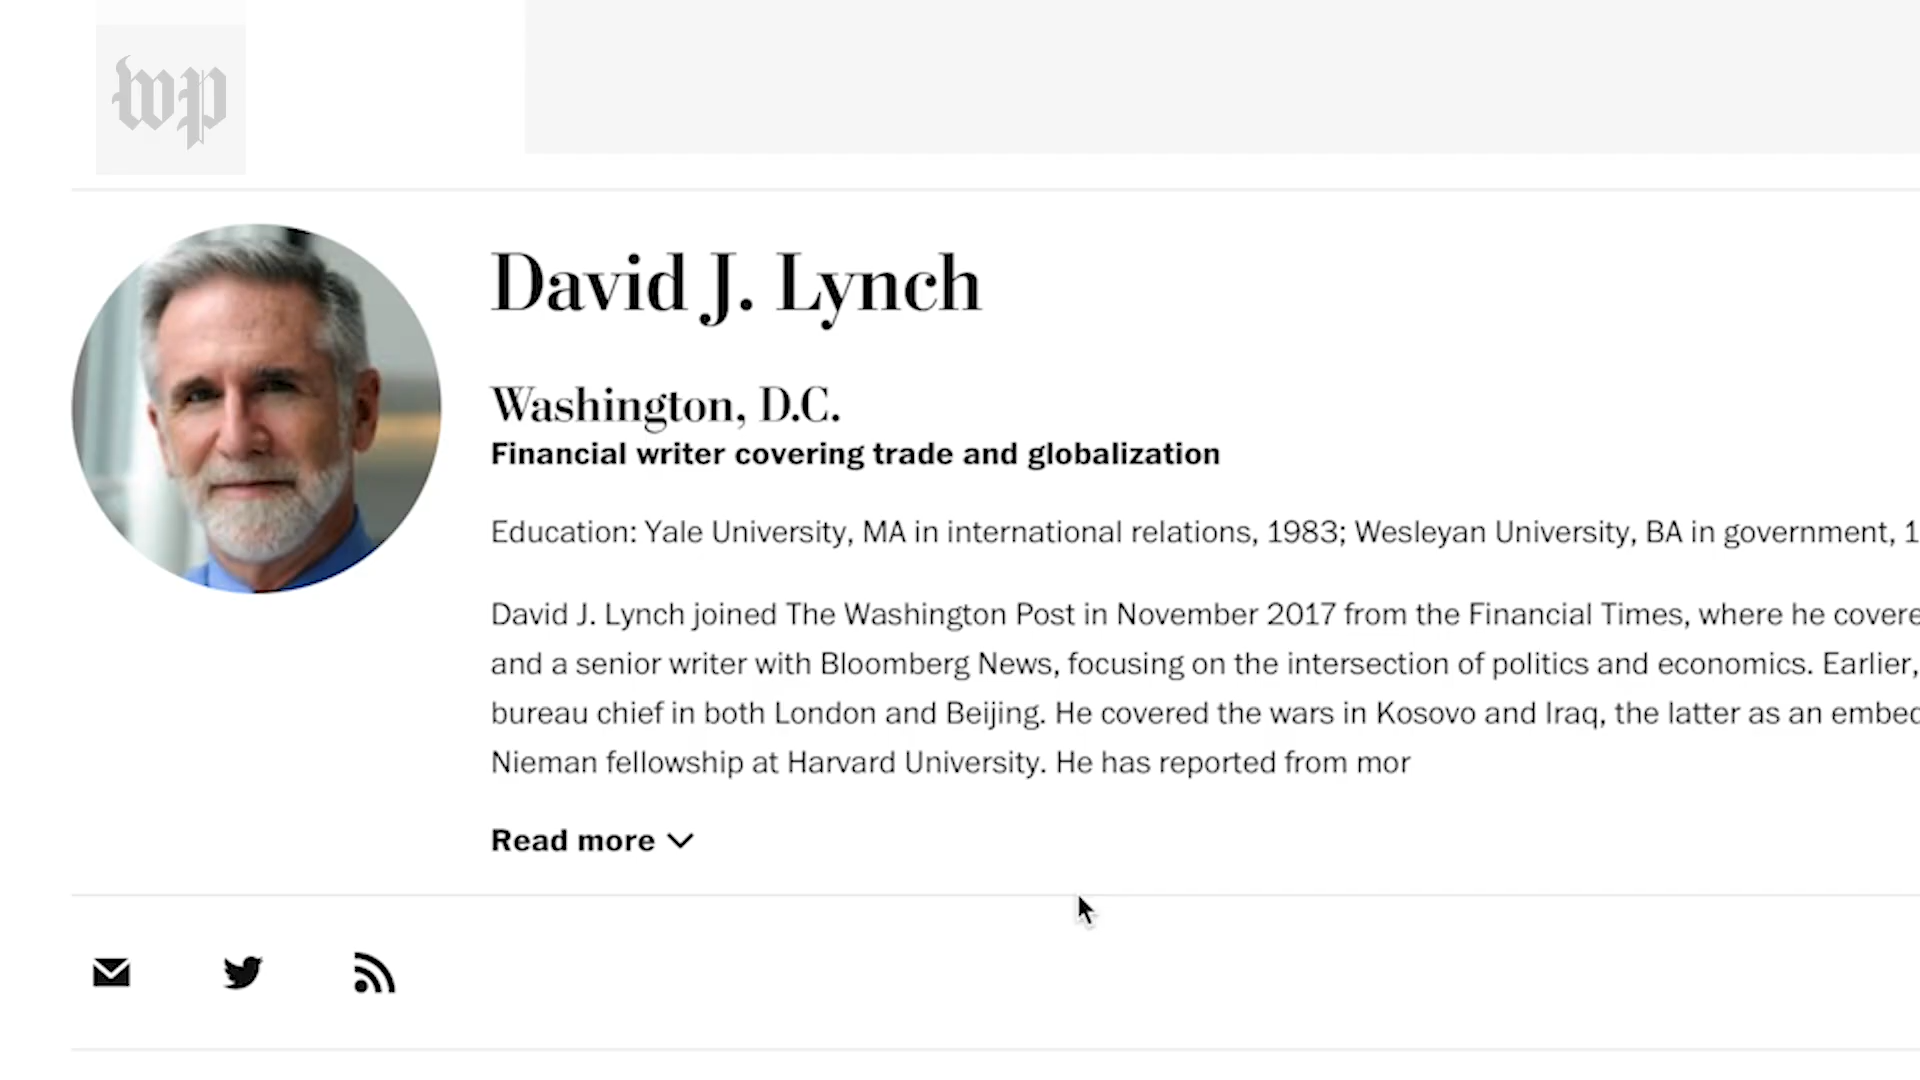 wp
David J. Lynch
Washington, D.C.
Financial writer covering trade and globalization
Education: Yale University, MA in international relations, 1983; Wesleyan University, BA in government, 1
David J. Lynch joined The Washington Post in November 2017 from the Financial Times, where he covere
and a senior writer with Bloomberg News, focusing on the intersection of politics and economics. Earlier,
bureau chief in both London and Beijing. He covered the wars in Kosovo and Iraq, the latter as an embed
Nieman fellowship at Harvard University. He has reported from mor
Read more